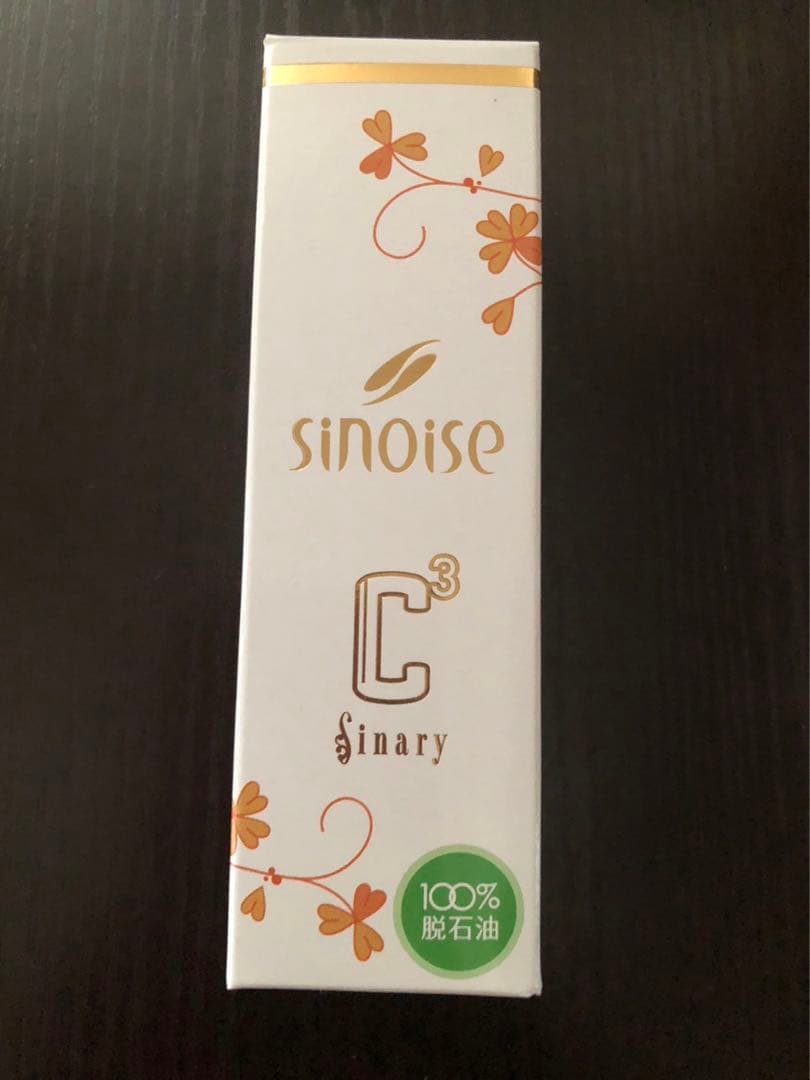 sinoise
C³
Sinary
100%
脱石油